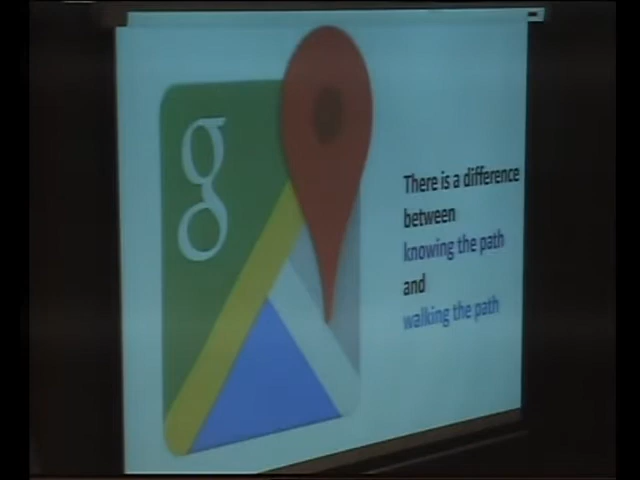 g
There is a difference
between
knowing the path
and
walking the path